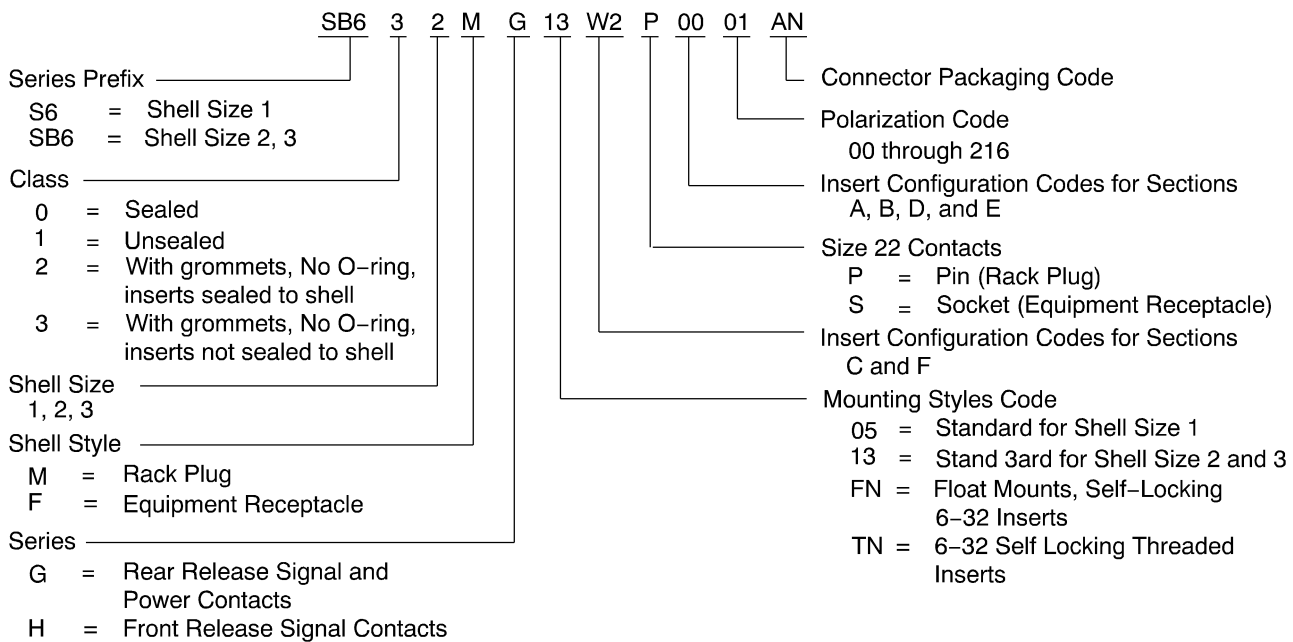 SB6 3 2 M G 13 W2 P 00 01 AN
Series Prefix
S6 = Shell Size 1
SB6 = Shell Size 2, 3
Class
0 = Sealed
1 = Unsealed
2 = With grommets, No O–ring,
inserts sealed to shell
3 = With grommets, No O–ring,
inserts not sealed to shell
Shell Size
1, 2, 3
Shell Style
M = Rack Plug
F = Equipment Receptacle
Series
G = Rear Release Signal and
Power Contacts
H = Front Release Signal Contacts
Connector Packaging Code
Polarization Code
00 through 216
Insert Configuration Codes for Sections
A, B, D, and E
Size 22 Contacts
P = Pin (Rack Plug)
S = Socket (Equipment Receptacle)
Insert Configuration Codes for Sections
C and F
Mounting Styles Code
05 = Standard for Shell Size 1
13 = Stand 3ard for Shell Size 2 and 3
FN = Float Mounts, Self–Locking
6–32 Inserts
TN = 6–32 Self Locking Threaded
Inserts